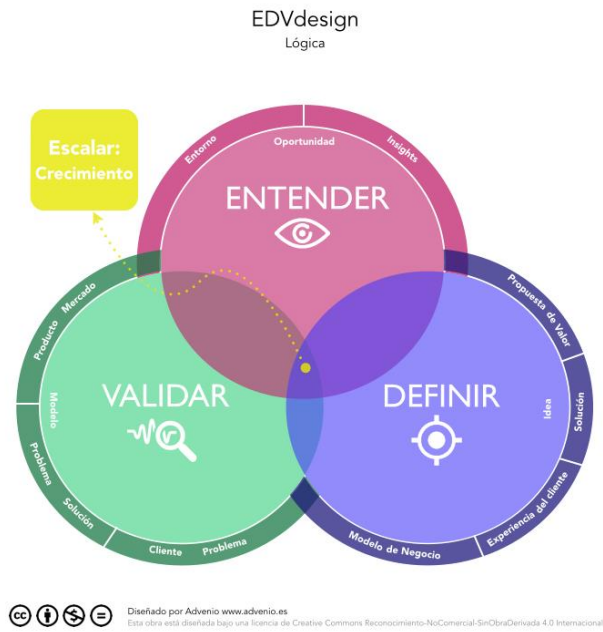 EDVdesign
Lógica
Escalar:
Crecimiento
Entorno
Oportunidad
Insights
ENTENDER
Producto Mercado
Modelo
VALIDAR
Problema Solución
Cliente Problema
Propuesta de Valor
DEFINIR
Idea
Solución
Experiencia del cliente
Modelo de Negocio
cc
Diseñado por Advenio www.advenio.es
Esta obra está diseñada bajo una licencia de Creative Commons Reconocimiento-NoComercial-SinObraDerivada 4.0 Internacional